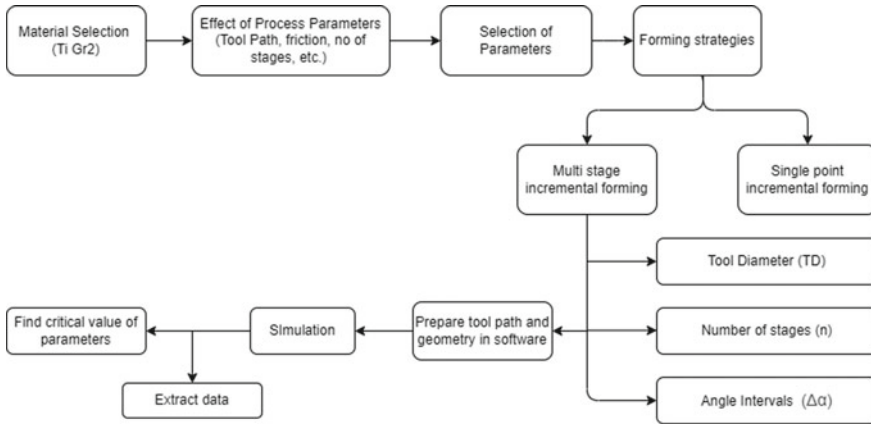 Material Selection
(Ti Gr2)
Effect of Process Parameters
(Tool Path, friction, no of
stages, etc.)
Selection of
Parameters
Forming strategies
Multi stage
incremental forming
Single point
incremental forming
Tool Diameter (TD)
Number of stages (n)
Angle Intervals (Δα)
Prepare tool path and
geometry in software
SImulation
Find critical value of
parameters
Extract data